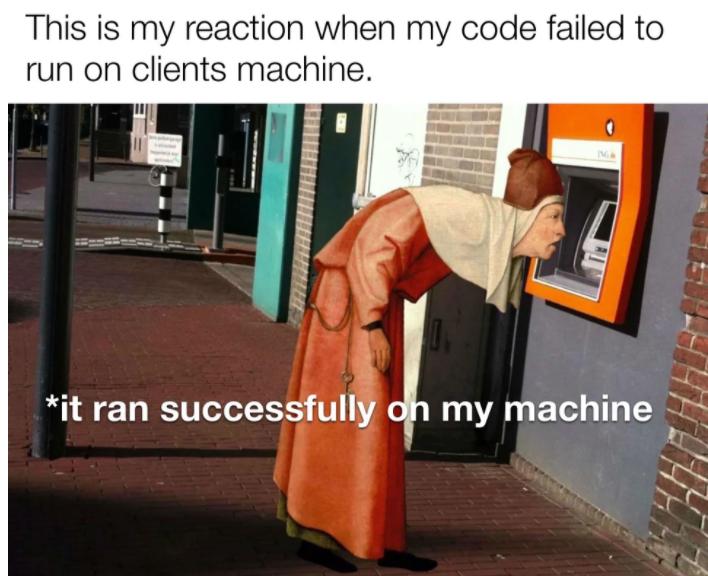 This is my reaction when my code failed to
run on clients machine.
ING
*it ran successfully on my machine